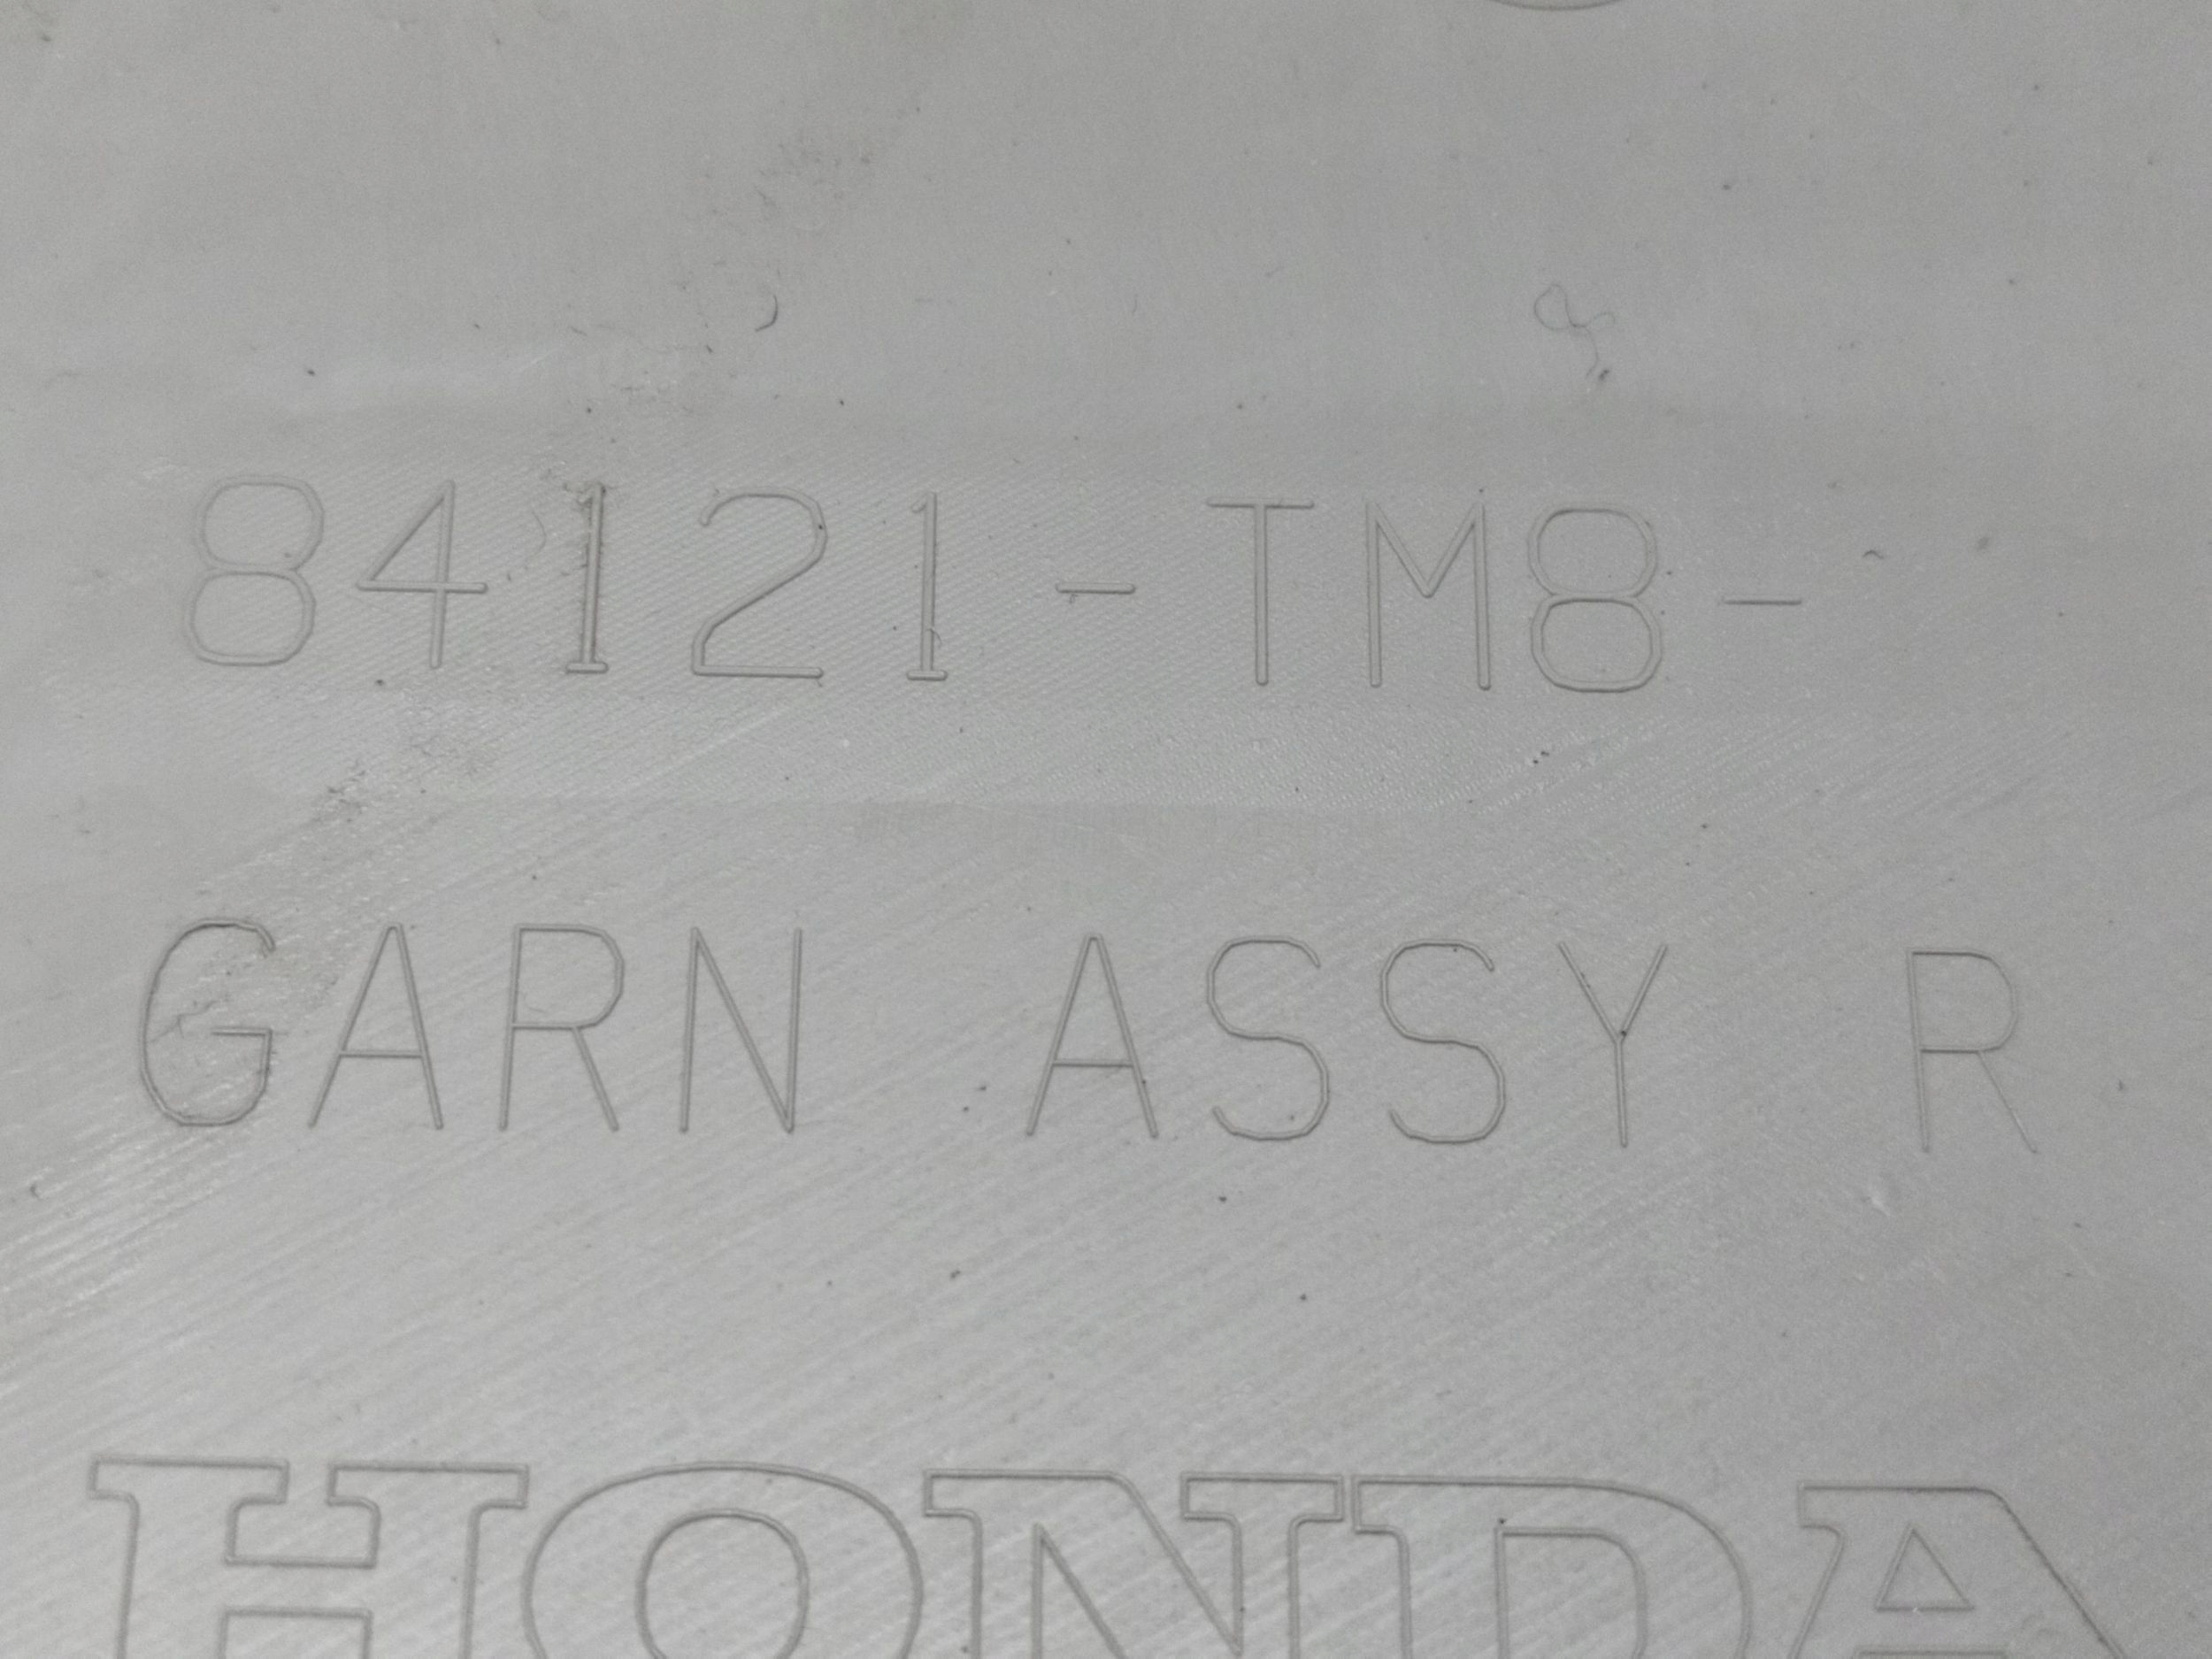 84121-TM8-
GARN ASSY R
HONDA